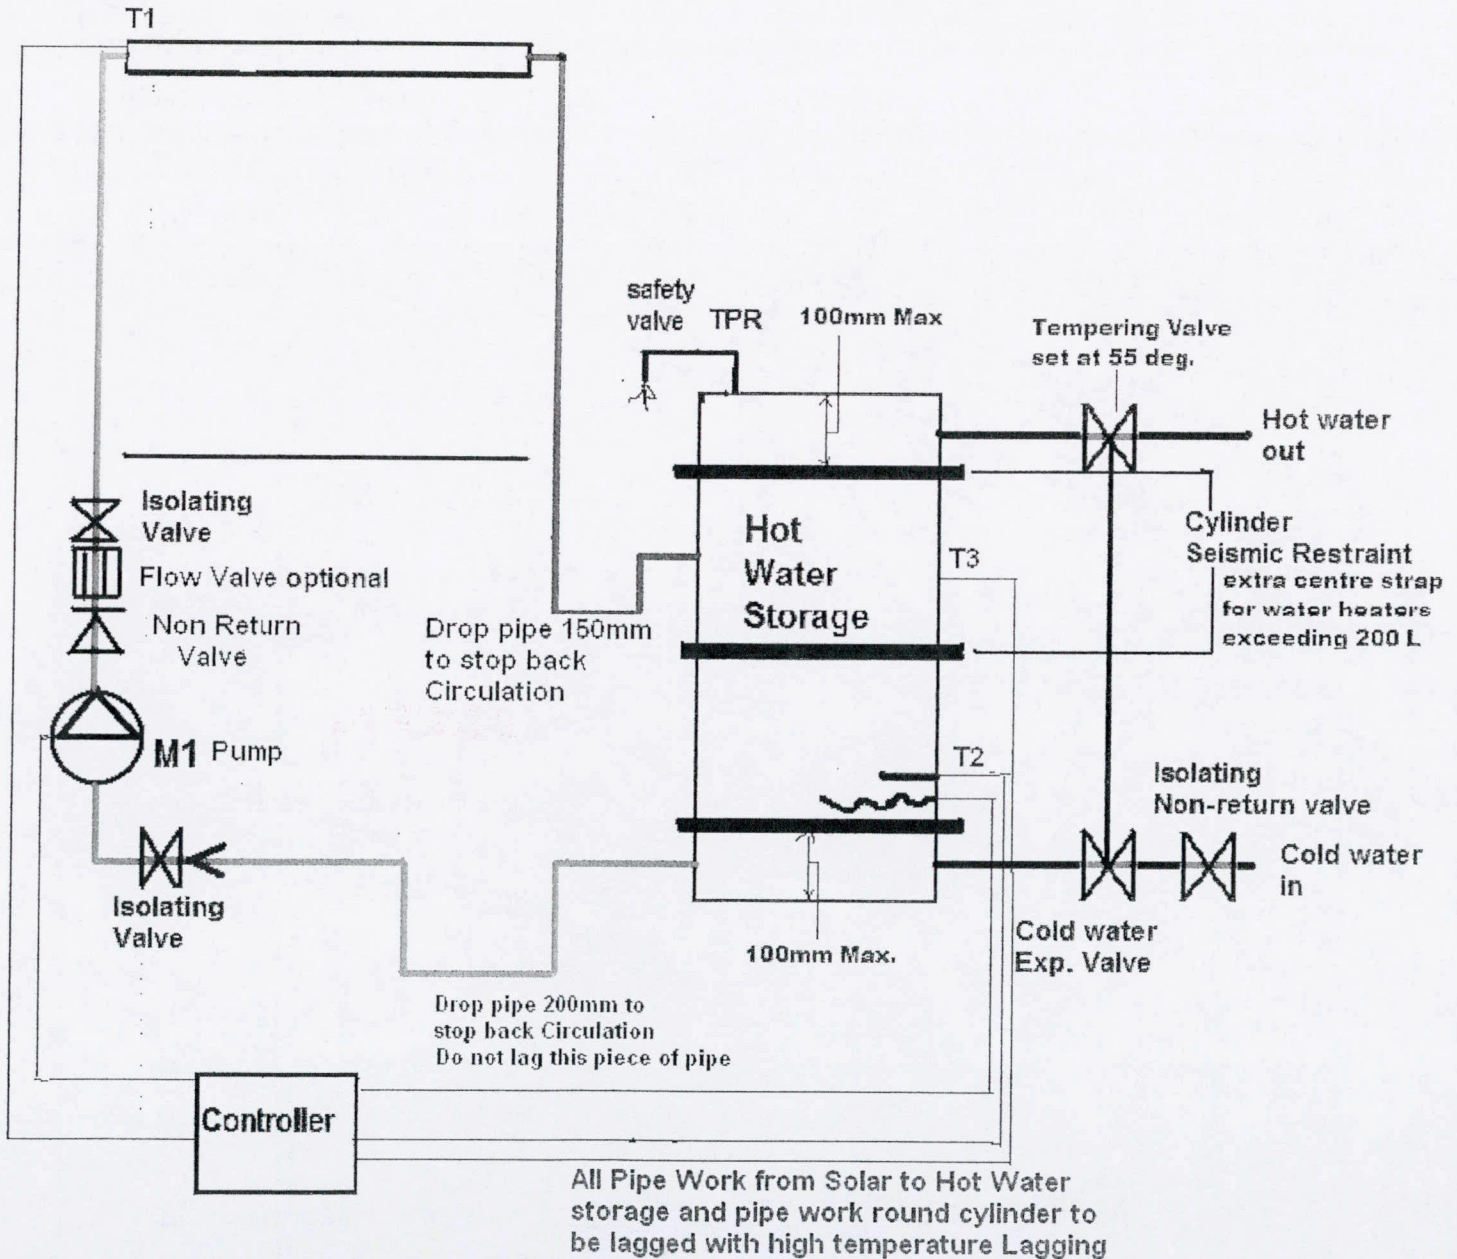 T1
safety
valve
TPR
100mm Max
Tempering Valve
set at 55 deg.
Hot water
out
Isolating
Valve
Flow Valve optional
Non Return
Valve
Drop pipe 150mm
to stop back
Circulation
Hot
Water
Storage
T3
Cylinder
Seismic Restraint
extra centre strap
for water heaters
exceeding 200 L
M1 Pump
T2
Isolating
Non-return valve
Cold water
in
Isolating
Valve
100mm Max.
Cold water
Exp. Valve
Drop pipe 200mm to
stop back Circulation
Do not lag this piece of pipe
Controller
All Pipe Work from Solar to Hot Water
storage and pipe work round cylinder to
be lagged with high temperature Lagging